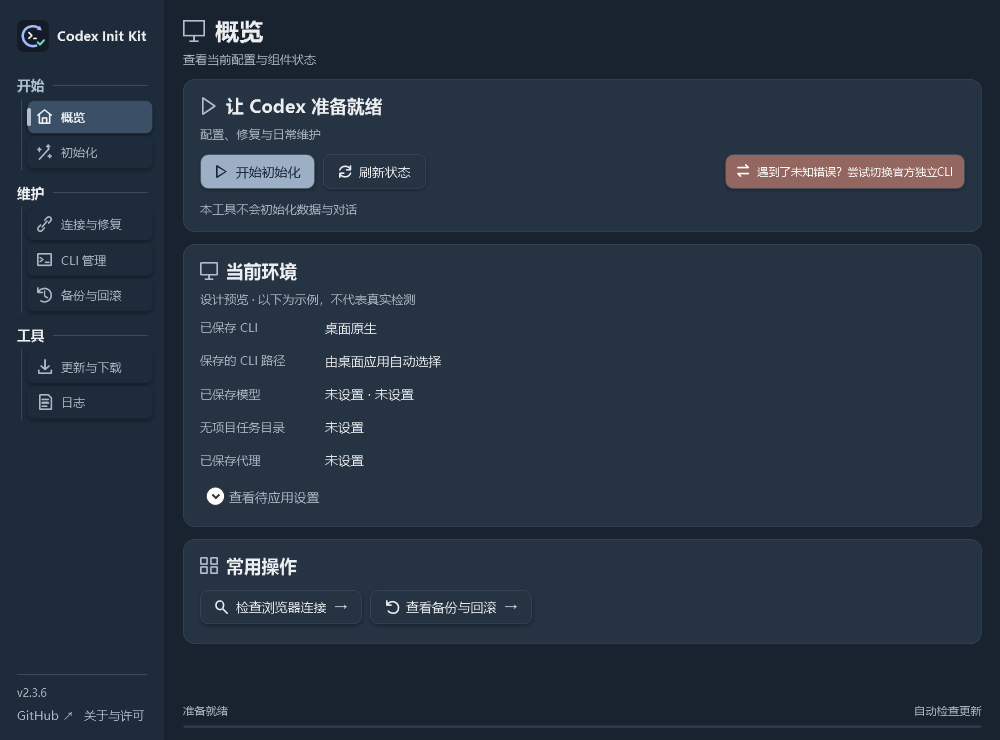 Codex Init Kit
开始
概览
初始化
维护
连接与修复
CLI 管理
备份与回滚
工具
更新与下载
日志
v2.3.6
GitHub ↗ 关于与许可
概览
查看当前配置与组件状态
让 Codex 准备就绪
配置、修复与日常维护
开始初始化
刷新状态
遇到了未知错误？尝试切换官方独立CLI
本工具不会初始化数据与对话
当前环境
设计预览 · 以下为示例，不代表真实检测
已保存 CLI 桌面原生
保存的 CLI 路径 由桌面应用自动选择
已保存模型 未设置 · 未设置
无项目任务目录 未设置
已保存代理 未设置
查看待应用设置
常用操作
检查浏览器连接 →
查看备份与回滚 →
准备就绪
自动检查更新